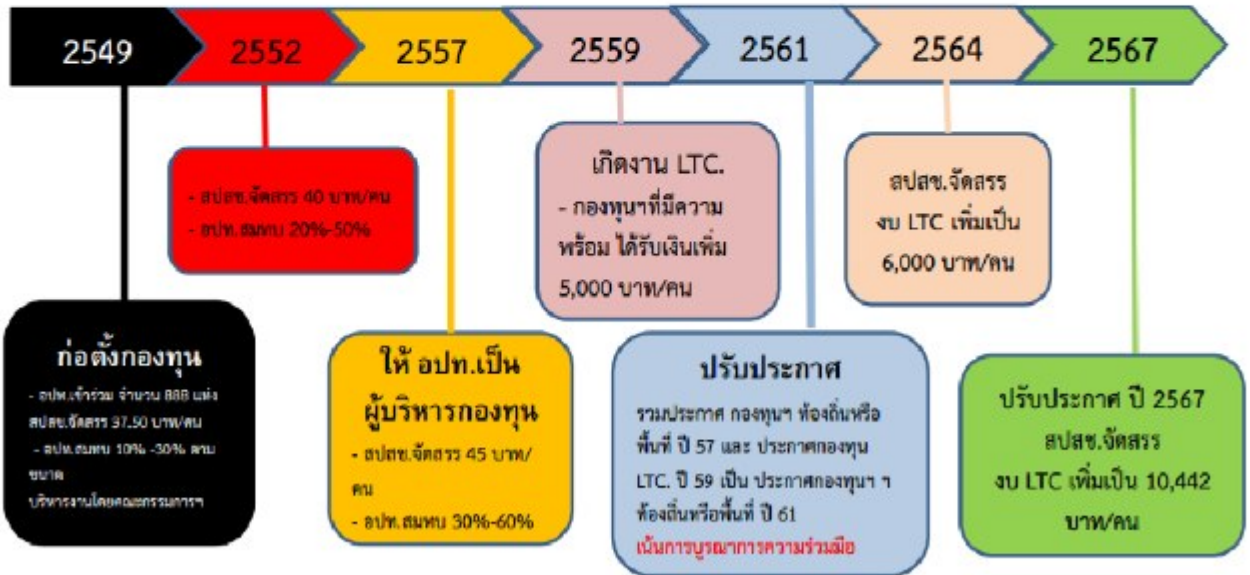 2549
2552
2557
2559
2561
2564
2567
ก่อตั้งกองทุน
- อปท.เข้าร่วม จำนวน 888 แห่ง
สปสช.จัดสรร 37.50 บาท/คน
- อปท.สมทบ 10% -30% ตาม
ขนาด
บริหารงานโดยคณะกรรมการฯ
- สปสช.จัดสรร 40 บาท/คน
- อปท.สมทบ 20%-50%
ให้ อปท.เป็น
ผู้บริหารกองทุน
- สปสช.จัดสรร 45 บาท/
คน
- อปท.สมทบ 30%-60%
เกิดงาน LTC.
- กองทุนฯที่มีความ
พร้อม ได้รับเงินเพิ่ม
5,000 บาท/คน
ปรับประกาศ
รวมประกาศ กองทุนฯ ท้องถิ่นหรือ
พื้นที่ ปี 57 และ ประกาศกองทุน
LTC. ปี 59 เป็น ประกาศกองทุนฯ ฯ
ท้องถิ่นหรือพื้นที่ ปี 61
เน้นการบูรณาการความร่วมมือ
สปสช.จัดสรร
งบ LTC เพิ่มเป็น
6,000 บาท/คน
ปรับประกาศ ปี 2567
สปสช.จัดสรร
งบ LTC เพิ่มเป็น 10,442
บาท/คน